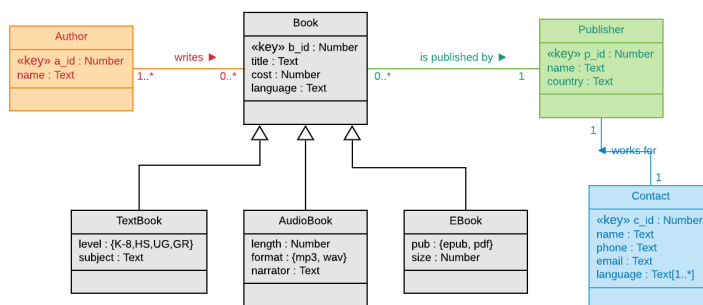 Book
«key» b_id : Number
title : Text
cost : Number
language : Text
Author
«key» a_id : Number
name : Text
writes ►
1..*
0..*
Publisher
«key» p_id : Number
name : Text
country : Text
is published by ►
0..*
1
1
◄ works for
1
TextBook
level : {K-8,HS,UG,GR}
subject : Text
AudioBook
length : Number
format : {mp3, wav}
narrator : Text
EBook
pub : {epub, pdf}
size : Number
Contact
«key» c_id : Number
name : Text
phone : Text
email : Text
language : Text[1..*]